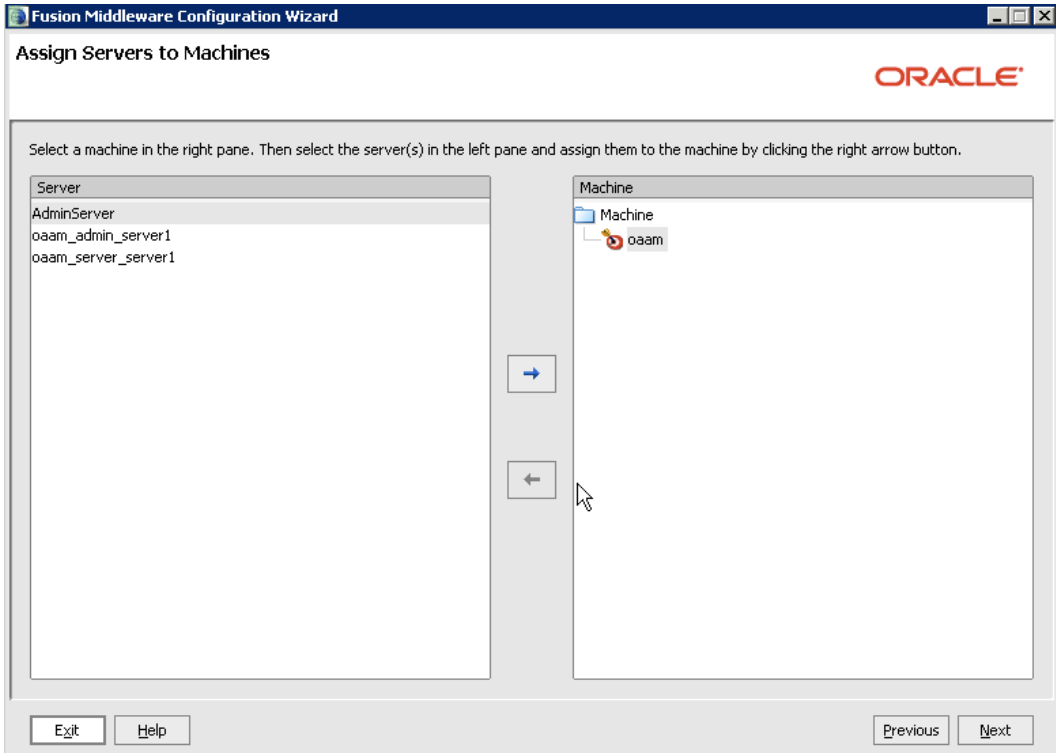 Fusion Middleware Configuration Wizard
Assign Servers to Machines
ORACLE
Select a machine in the right pane. Then select the server(s) in the left pane and assign them to the machine by clicking the right arrow button.
Server
AdminServer
oaam_admin_server1
oaam_server_server1
Machine
Machine
oaam
Exit
Help
Previous
Next